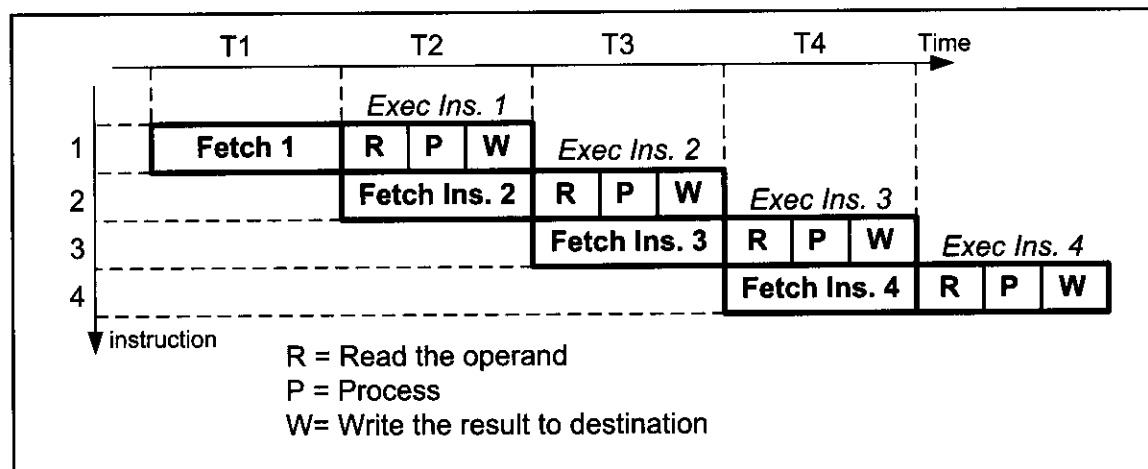 T1 T2 T3 T4 Time
Exec Ins. 1
1 Fetch 1 R P W Exec Ins. 2
2 Fetch Ins. 2 R P W Exec Ins. 3
3 Fetch Ins. 3 R P W Exec Ins. 4
4 Fetch Ins. 4 R P W
instruction
R = Read the operand
P = Process
W= Write the result to destination